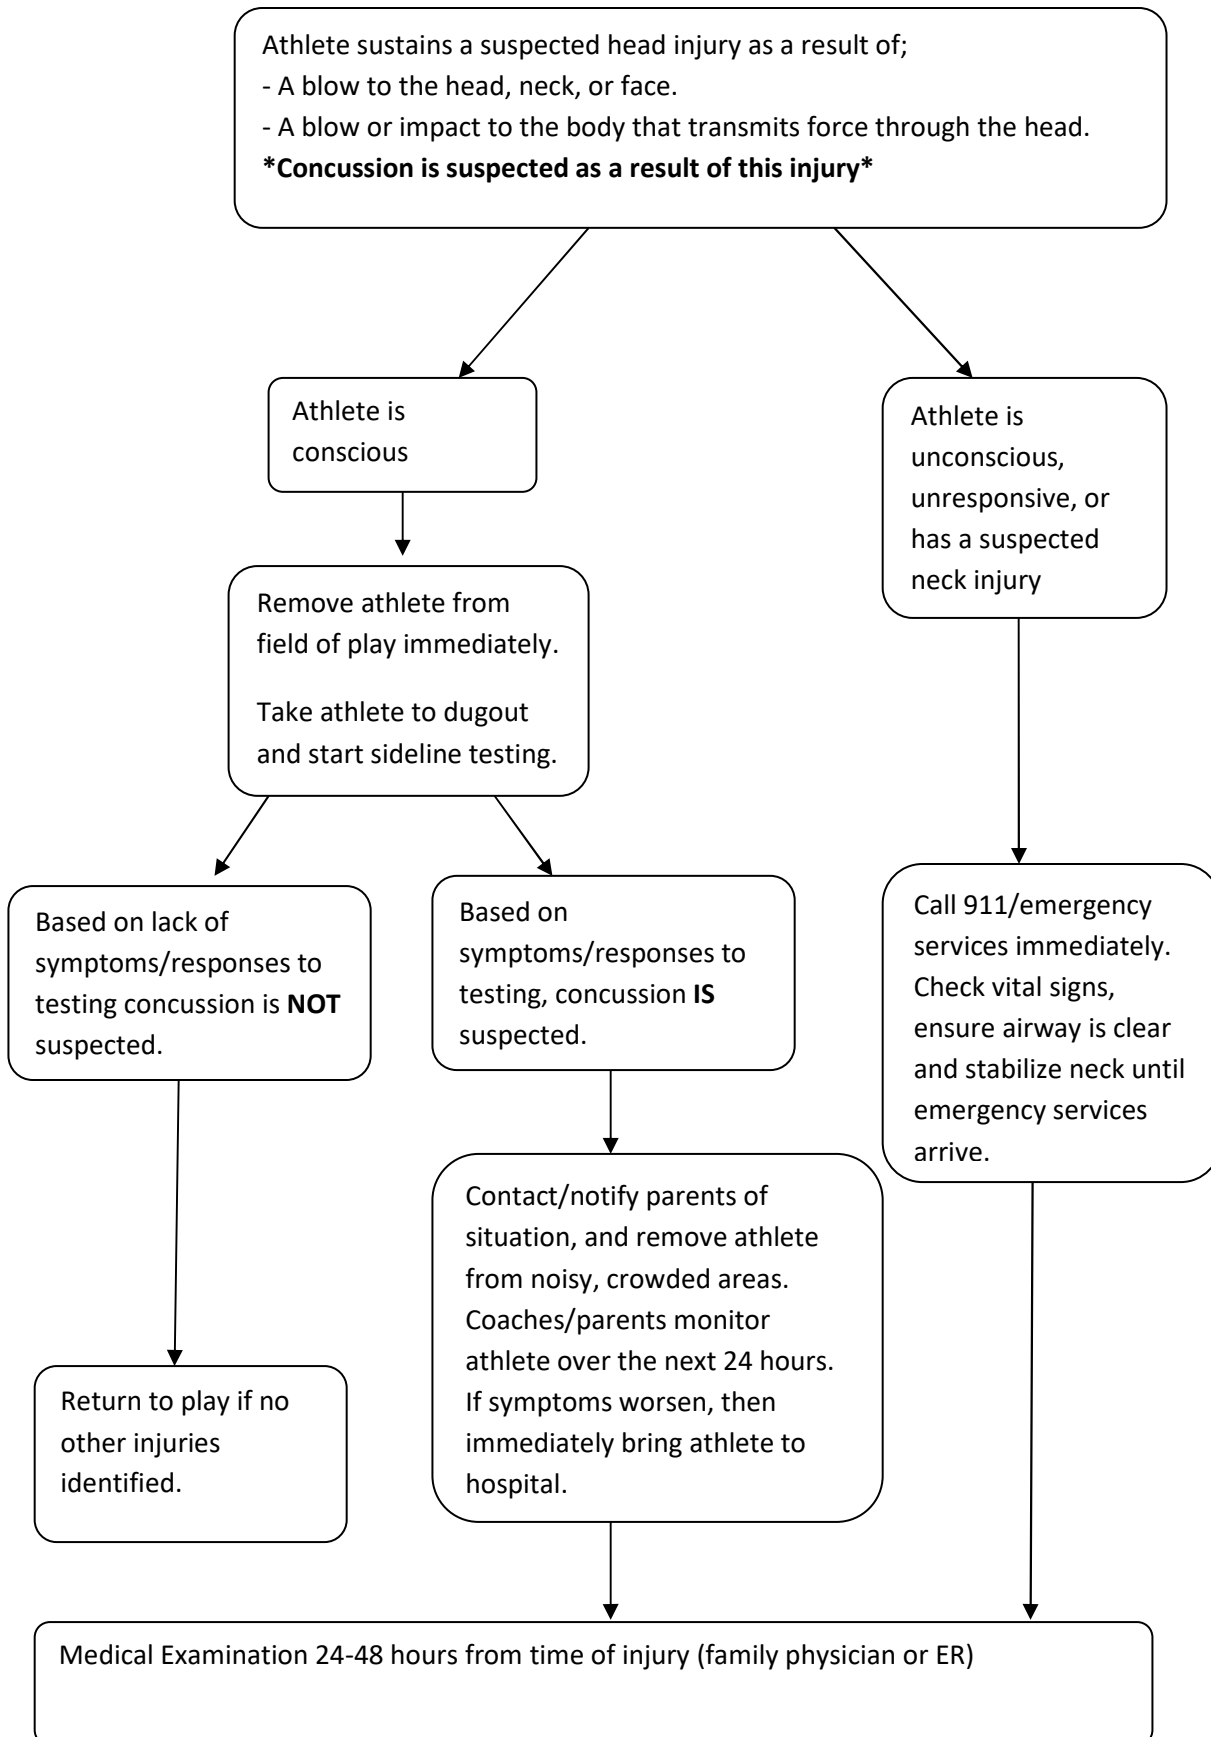 Athlete sustains a suspected head injury as a result of;
- A blow to the head, neck, or face.
- A blow or impact to the body that transmits force through the head.
*Concussion is suspected as a result of this injury*
Athlete is
conscious
Athlete is
unconscious,
unresponsive, or
has a suspected
neck injury
Remove athlete from
field of play immediately.
Take athlete to dugout
and start sideline testing.
Based on lack of
symptoms/responses to
testing concussion is NOT
suspected.
Based on
symptoms/responses to
testing, concussion IS
suspected.
Call 911/emergency
services immediately.
Check vital signs,
ensure airway is clear
and stabilize neck until
emergency services
arrive.
Contact/notify parents of
situation, and remove athlete
from noisy, crowded areas.
Coaches/parents monitor
athlete over the next 24 hours.
If symptoms worsen, then
immediately bring athlete to
hospital.
Return to play if no
other injuries
identified.
Medical Examination 24-48 hours from time of injury (family physician or ER)